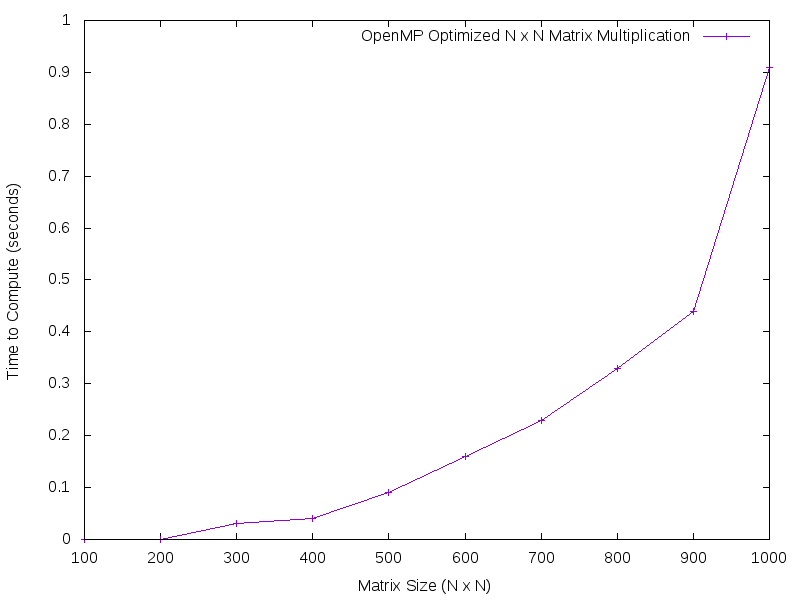 OpenMP Optimized N x N Matrix Multiplication
Time to Compute (seconds)
1
0.9
0.8
0.7
0.6
0.5
0.4
0.3
0.2
0.1
0
100 200 300 400 500 600 700 800 900 1000
Matrix Size (N x N)